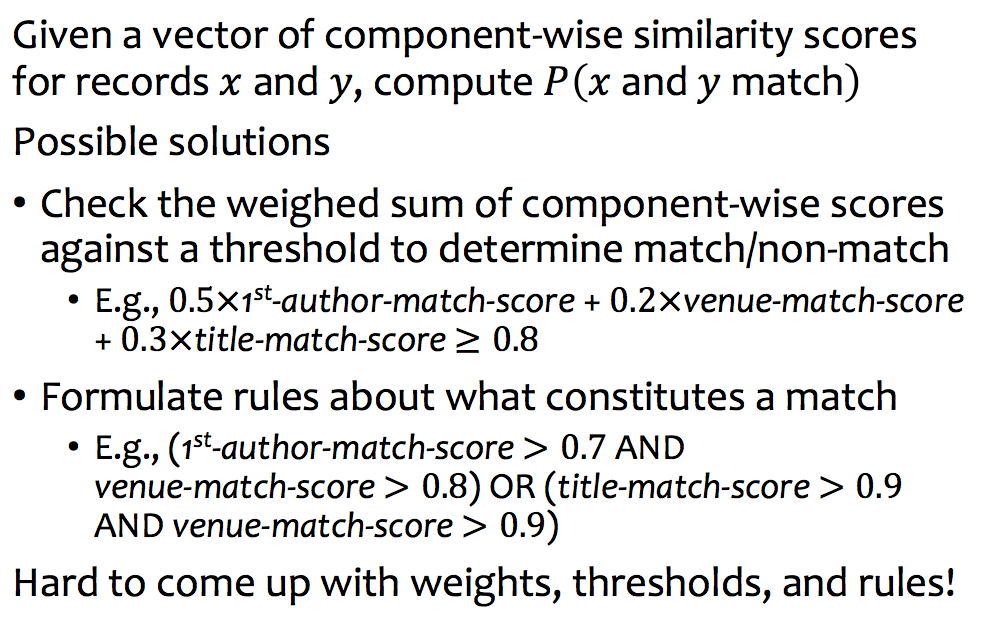 Given a vector of component-wise similarity scores
for records x and y, compute P(x and y match)
Possible solutions
• Check the weighed sum of component-wise scores
against a threshold to determine match/non-match
• E.g., 0.5×1st-author-match-score + 0.2×venue-match-score
+ 0.3×title-match-score ≥ 0.8
• Formulate rules about what constitutes a match
• E.g., (1st-author-match-score > 0.7 AND
venue-match-score > 0.8) OR (title-match-score > 0.9
AND venue-match-score > 0.9)
Hard to come up with weights, thresholds, and rules!